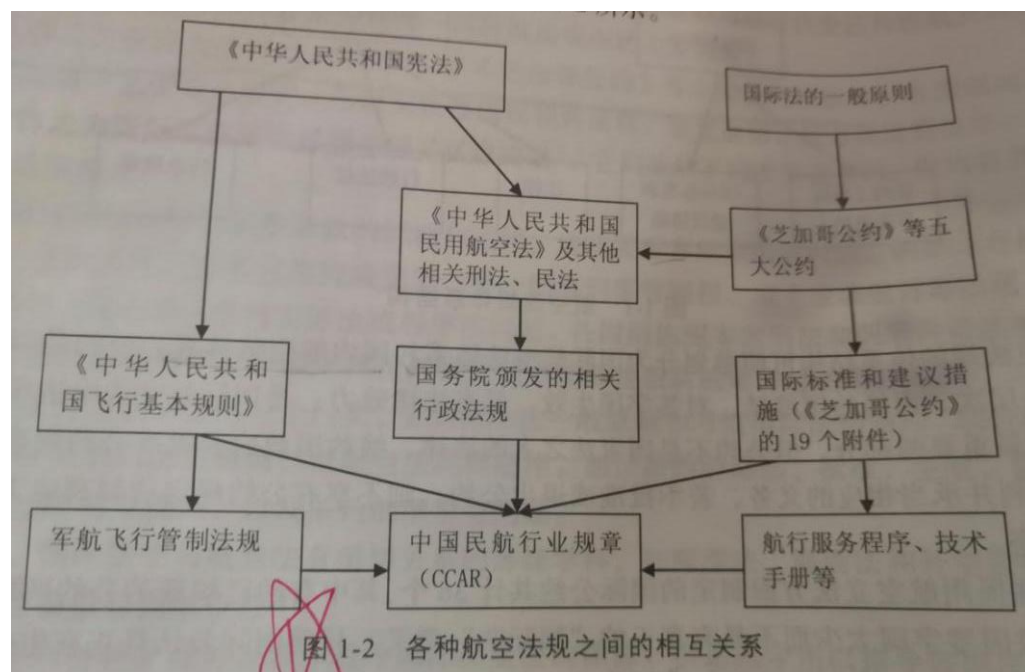 所示。
《中华人民共和国宪法》
国际法的一般原则
《中华人民共和国
民用航空法》及其他
相关刑法、民法
《芝加哥公约》等五
大公约
《中华人民共和
国飞行基本规则》
国务院颁发的相关
行政法规
国际标准和建议措
施(《芝加哥公约》
的19个附件)
军航飞行管制法规
中国民航行业规章
(CCAR)
航行服务程序、技术
手册等
图1-2 各种航空法规之间的相互关系